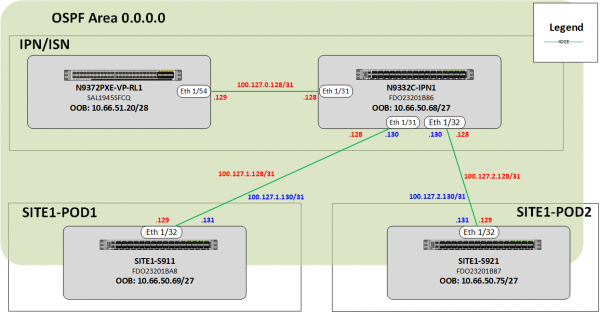 OSPF Area 0.0.0.0
Legend
40GE
IPN/ISN
N9372PXE-VP-RL1
SAL19455FCQ
OOB: 10.66.51.20/28
Eth 1/54
.129
100.127.0.128/31
.128
Eth 1/31
N9332C-IPN1
FDO23201B86
OOB: 10.66.50.68/27
Eth 1/31
Eth 1/32
.128
.130
.130
.128
100.127.1.128/31
100.127.2.128/31
100.127.1.130/31
100.127.2.130/31
SITE1-POD1
SITE1-POD2
.129
.131
Eth 1/32
SITE1-S911
FDO23201BA8
OOB: 10.66.50.69/27
.131
.129
Eth 1/32
SITE1-S921
FDO23201B87
OOB: 10.66.50.75/27